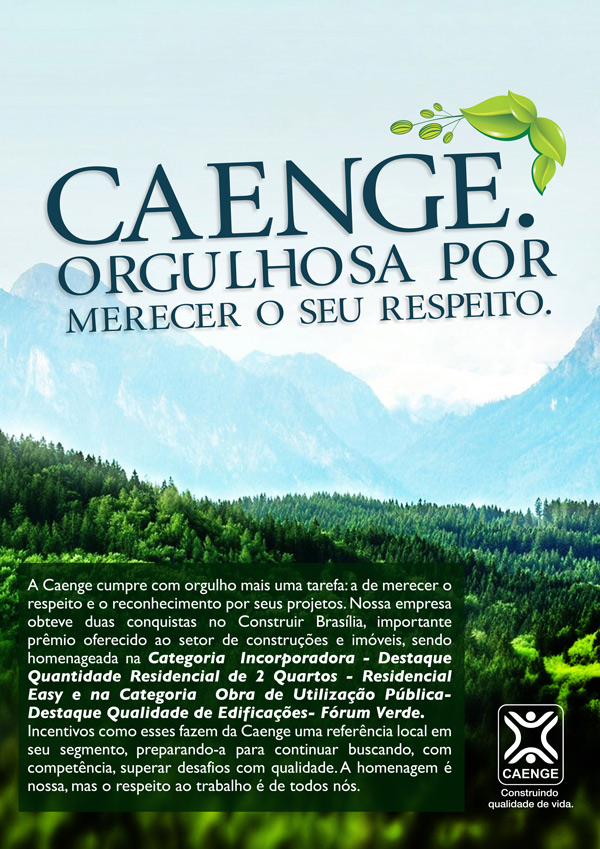 CAENGE.
ORGULHOSA POR
MERECER O SEU RESPEITO.
A Caenge cumpre com orgulho mais uma tarefa: a de merecer o
respeito e o reconhecimento por seus projetos. Nossa empresa
obteve duas conquistas no Construir Brasília, importante
prêmio oferecido ao setor de construções e imóveis, sendo
homenageada na Categoria Incorporadora - Destaque
Quantidade Residencial de 2 Quartos - Residencial
Easy e na Categoria Obra de Utilização Pública-
Destaque Qualidade de Edificações- Fórum Verde.
Incentivos como esses fazem da Caenge uma referência local em
seu segmento, preparando-a para continuar buscando, com
competência, superar desafios com qualidade. A homenagem é
nossa, mas o respeito ao trabalho é de todos nós.
CAENGE
Construindo
qualidade de vida.